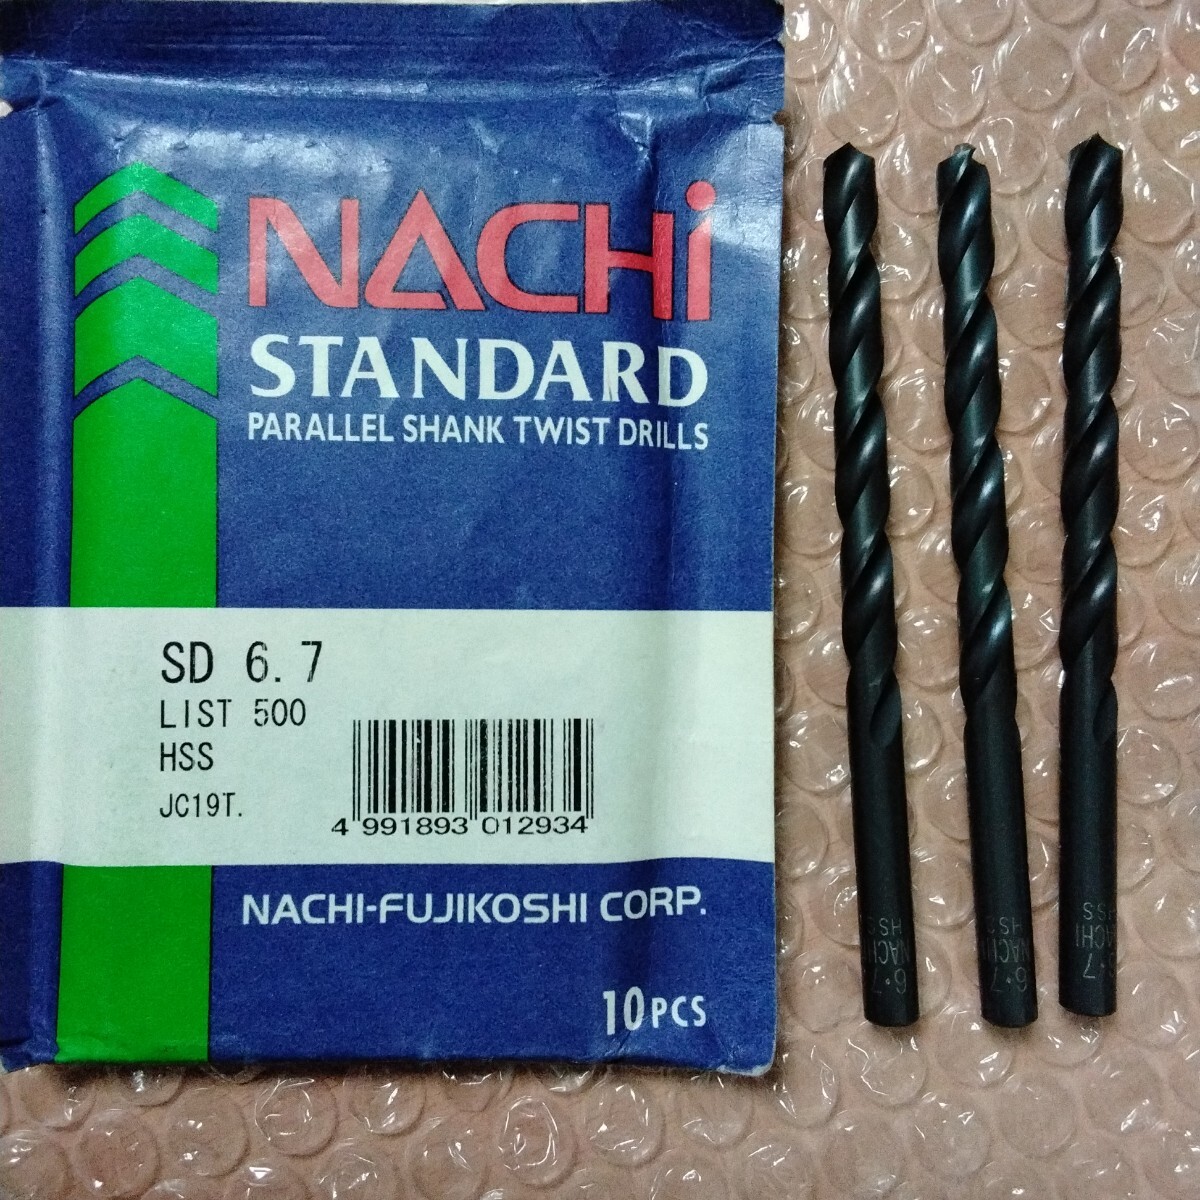 NACHi
STANDARD
PARALLEL SHANK TWIST DRILLS
SD 6.7
LIST 500
HSS
JC19T.
4 991893 012934
NACHI-FUJIKOSHI CORP.
10PCS
6.7
NACHI
HSS
6.7
NACHI
HSS
6.7
NACHI
HSS